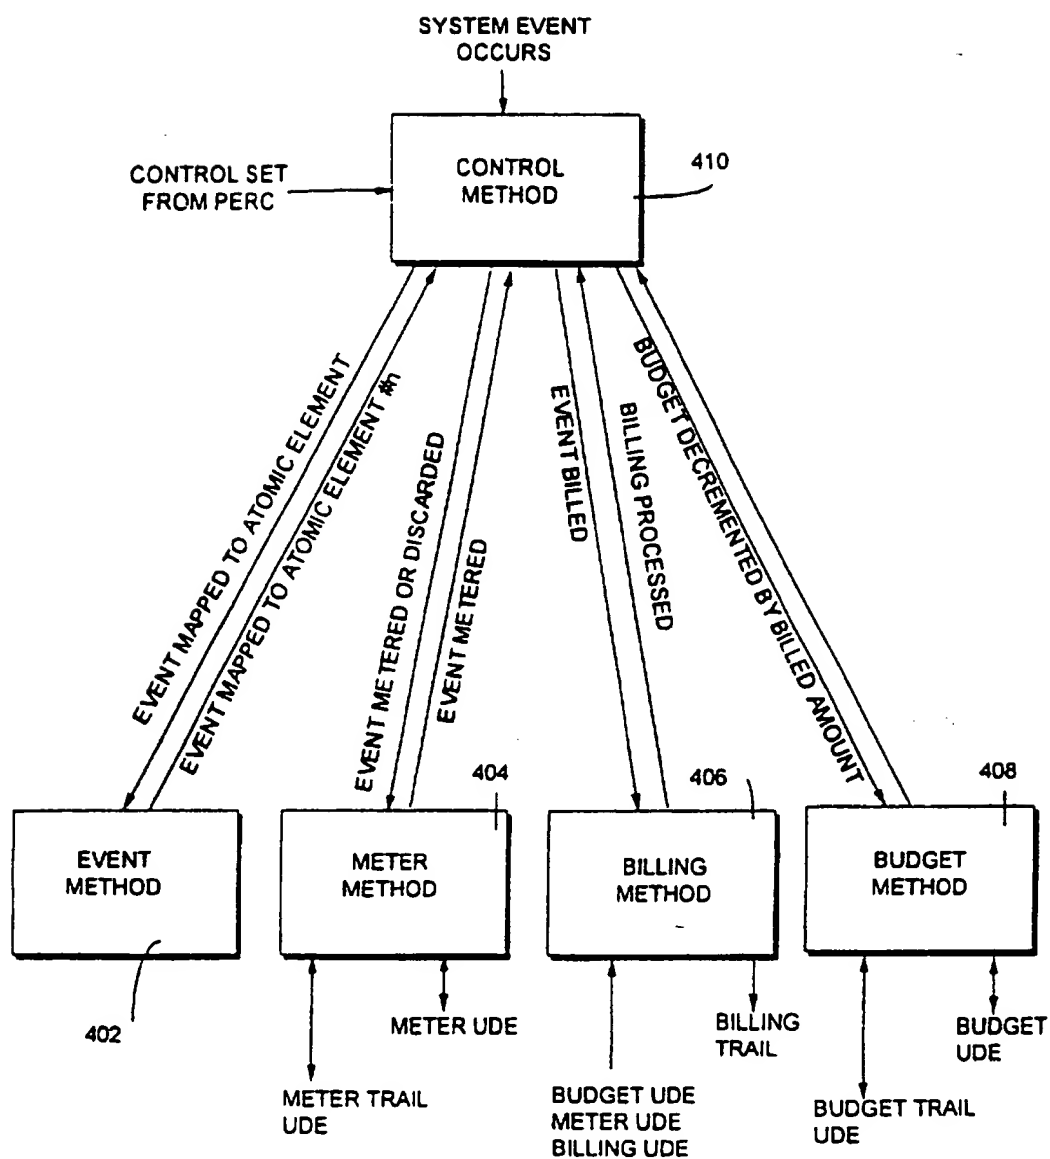 SYSTEM EVENT
OCCURS
CONTROL SET
FROM PERC
CONTROL
METHOD
410
EVENT MAPPED TO ATOMIC ELEMENT
EVENT MAPPED TO ATOMIC ELEMENT #n
EVENT METERED OR DISCARDED
EVENT METERED
EVENT BILLED
BILLING PROCESSED
BUDGET DECREMENTED BY BILLED AMOUNT
EVENT
METHOD
402
METER
METHOD
404
BILLING
METHOD
406
BUDGET
METHOD
408
METER UDE
METER TRAIL
UDE
BUDGET UDE
METER UDE
BILLING UDE
BILLING
TRAIL
BUDGET TRAIL
UDE
BUDGET
UDE